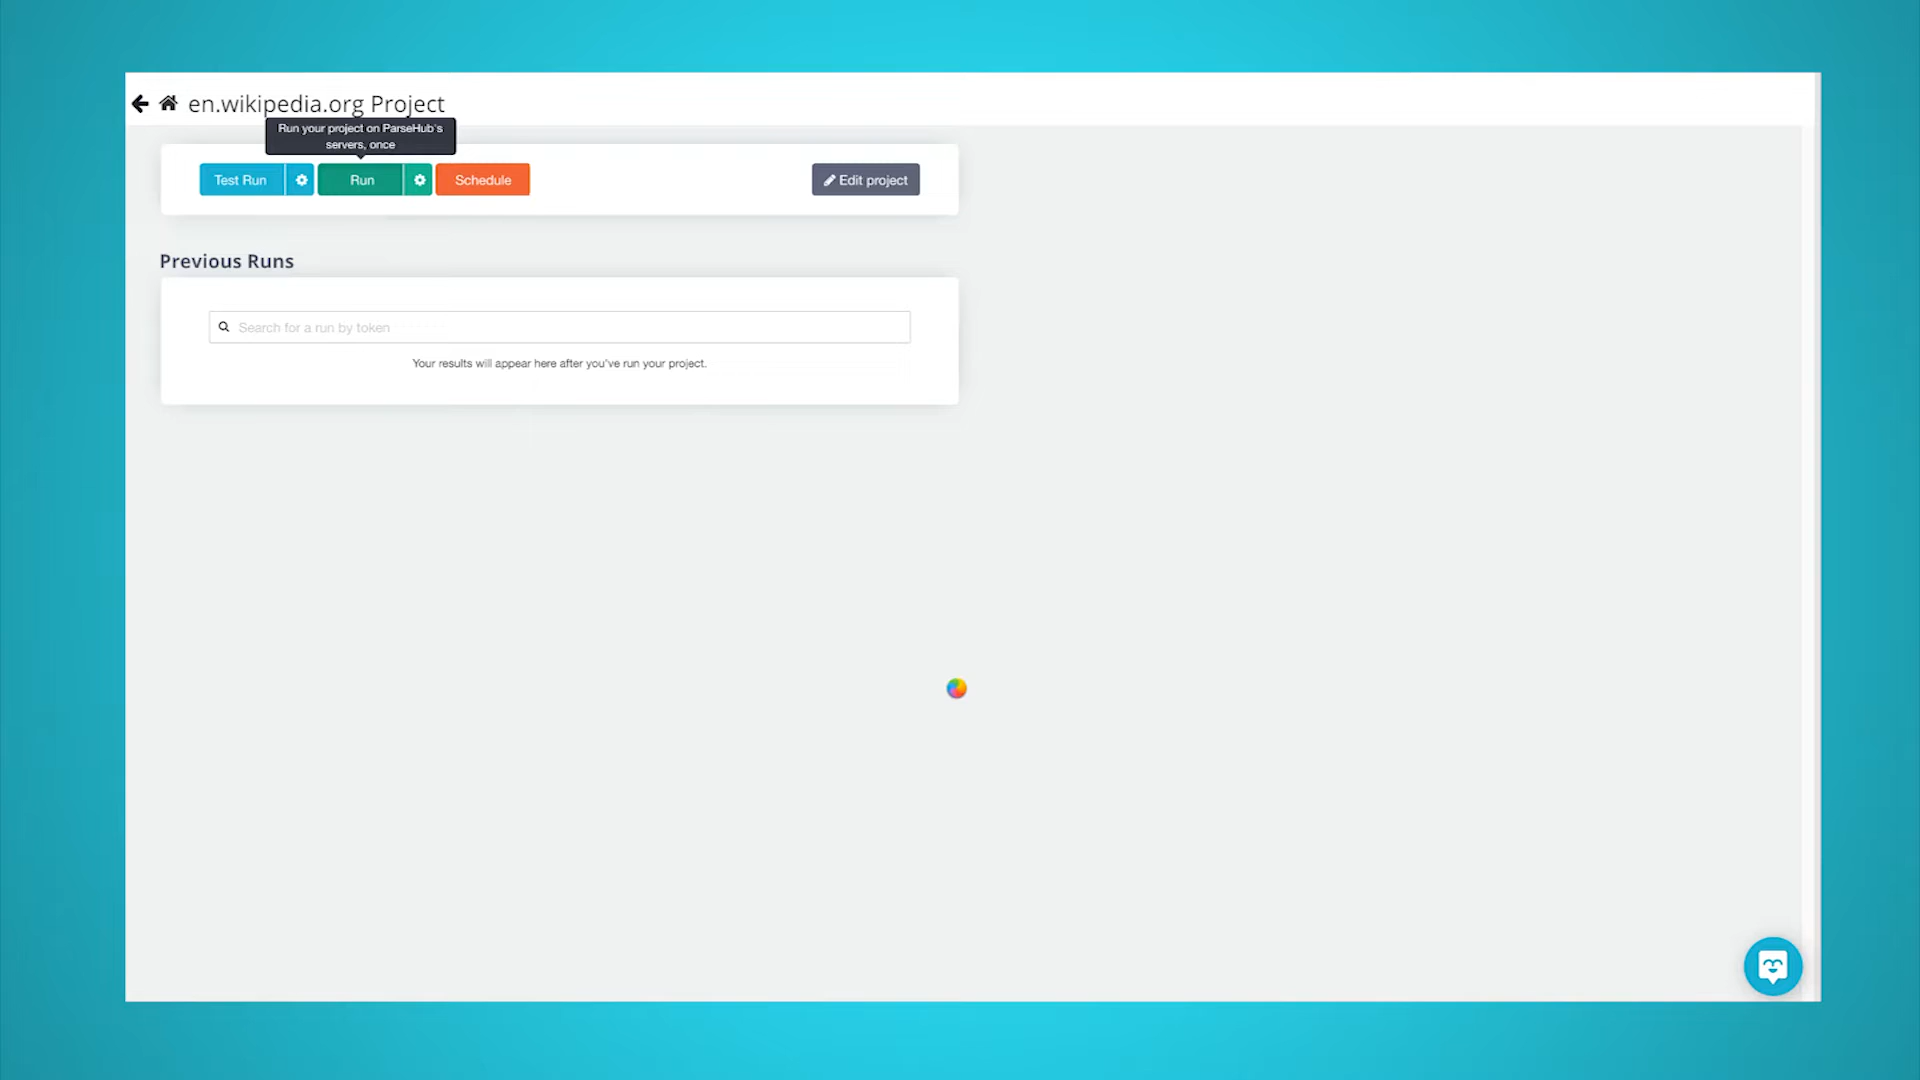 en.wikipedia.org Project
Run your project on ParseHub's
servers, once
Test Run
Run
Schedule
Edit project
Previous Runs
Search for a run by token
Your results will appear here after you've run your project.